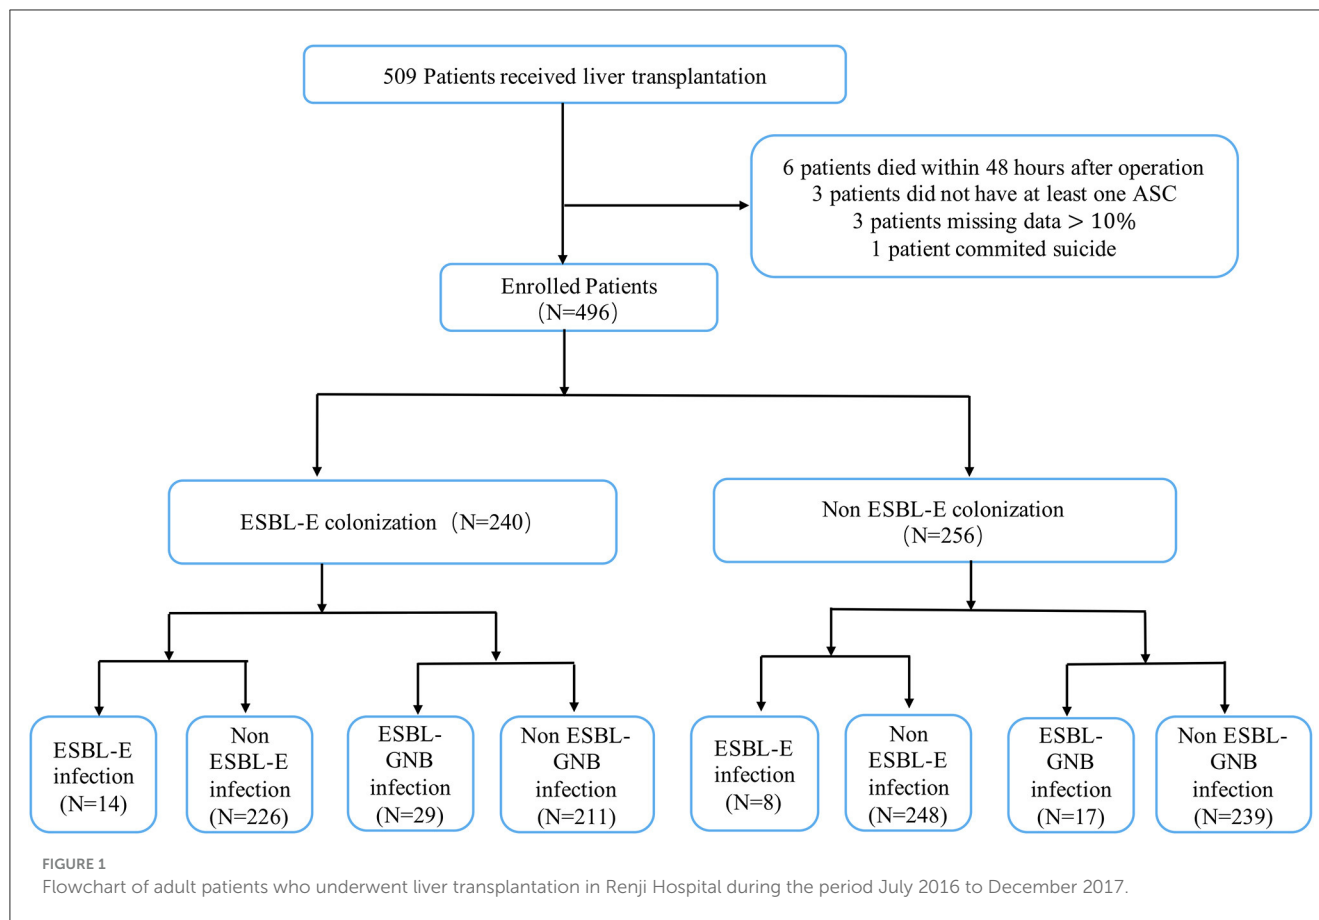 509 Patients received liver transplantation
6 patients died within 48 hours after operation
3 patients did not have at least one ASC
3 patients missing data > 10%
1 patient commited suicide
Enrolled Patients
(N=496)
ESBL-E colonization (N=240)
Non ESBL-E colonization
(N=256)
ESBL-E
infection
(N=14)
Non
ESBL-E
infection
(N=226)
ESBL-
GNB
infection
(N=29)
Non ESBL-
GNB
infection
(N=211)
ESBL-E
infection
(N=8)
Non
ESBL-E
infection
(N=248)
ESBL-
GNB
infection
(N=17)
Non ESBL-
GNB
infection
(N=239)
FIGURE 1
Flowchart of adult patients who underwent liver transplantation in Renji Hospital during the period July 2016 to December 2017.